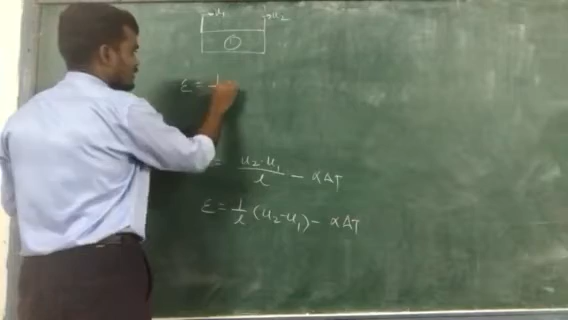 u₁ u₂
①
ε = 1
= u₂-u₁/l - αΔT
ε = 1/l (u₂-u₁) - αΔT